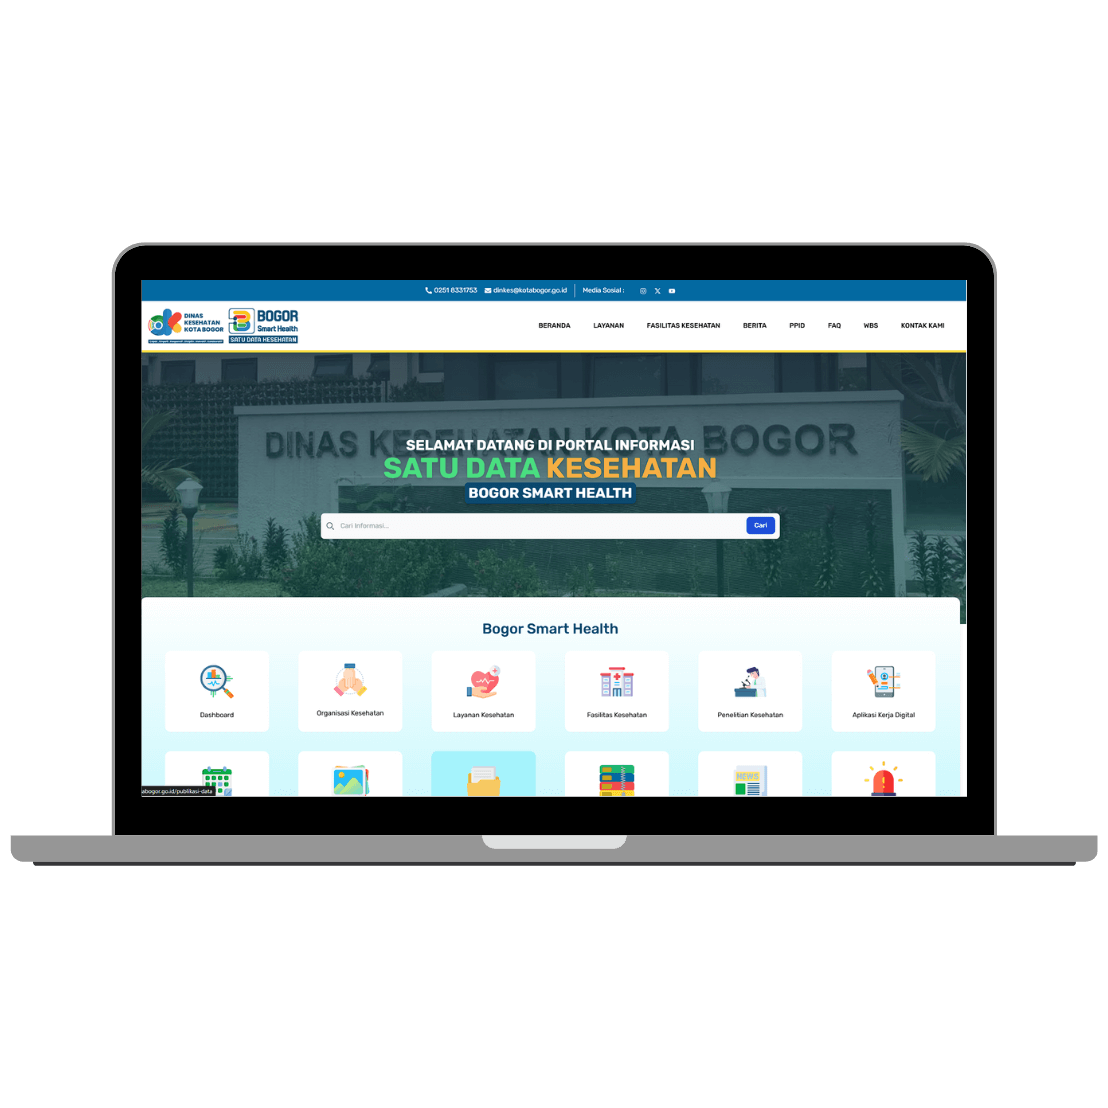 0251 8331753 dinkes@kotabogor.go.id Media Sosial :
DINAS
KESEHATAN
KOTA BOGOR
BOGOR
Smart Health
SATU DATA KESEHATAN
BERANDA LAYANAN FASILITAS KESEHATAN BERITA PPID FAQ WBS KONTAK KAMI
DINAS KESEHATAN KOTA BOGOR
SELAMAT DATANG DI PORTAL INFORMASI
SATU DATA KESEHATAN
BOGOR SMART HEALTH
Cari Informasi... Cari
Bogor Smart Health
Dashboard Organisasi Kesehatan Layanan Kesehatan Fasilitas Kesehatan Penelitian Kesehatan Aplikasi Kerja Digital
NEWS
abogor.go.id/publikasi-data